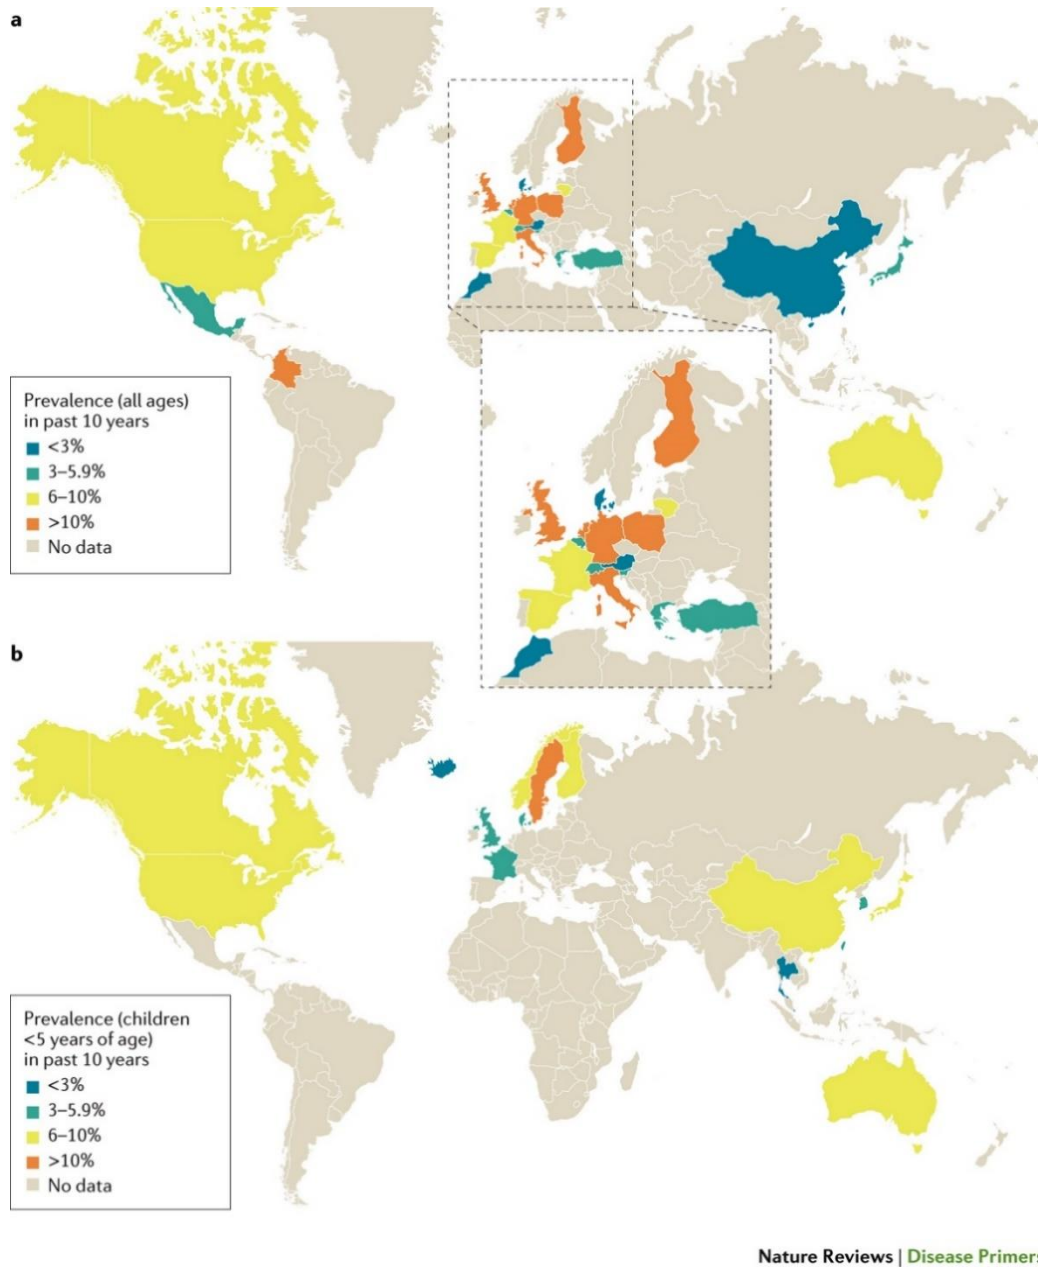 a
Prevalence (all ages)
in past 10 years
<3%
3–5.9%
6–10%
>10%
No data
b
Prevalence (children
<5 years of age)
in past 10 years
<3%
3–5.9%
6–10%
>10%
No data
Nature Reviews | Disease Primers